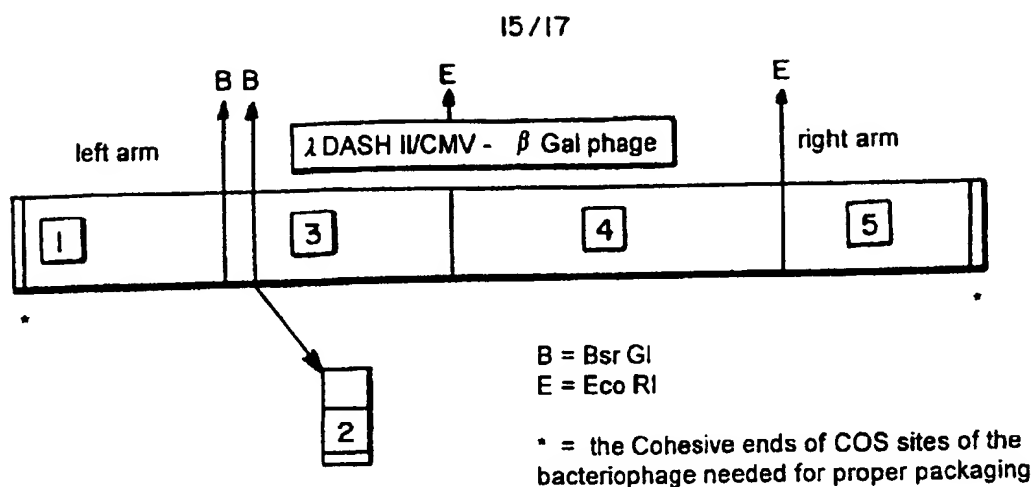 15/17
B B
E
E
left arm
λ DASH II/CMV - β Gal phage
right arm
1
3
4
5
*
*
2
B = Bsr GI
E = Eco RI
* = the Cohesive ends of COS sites of the
bacteriophage needed for proper packaging